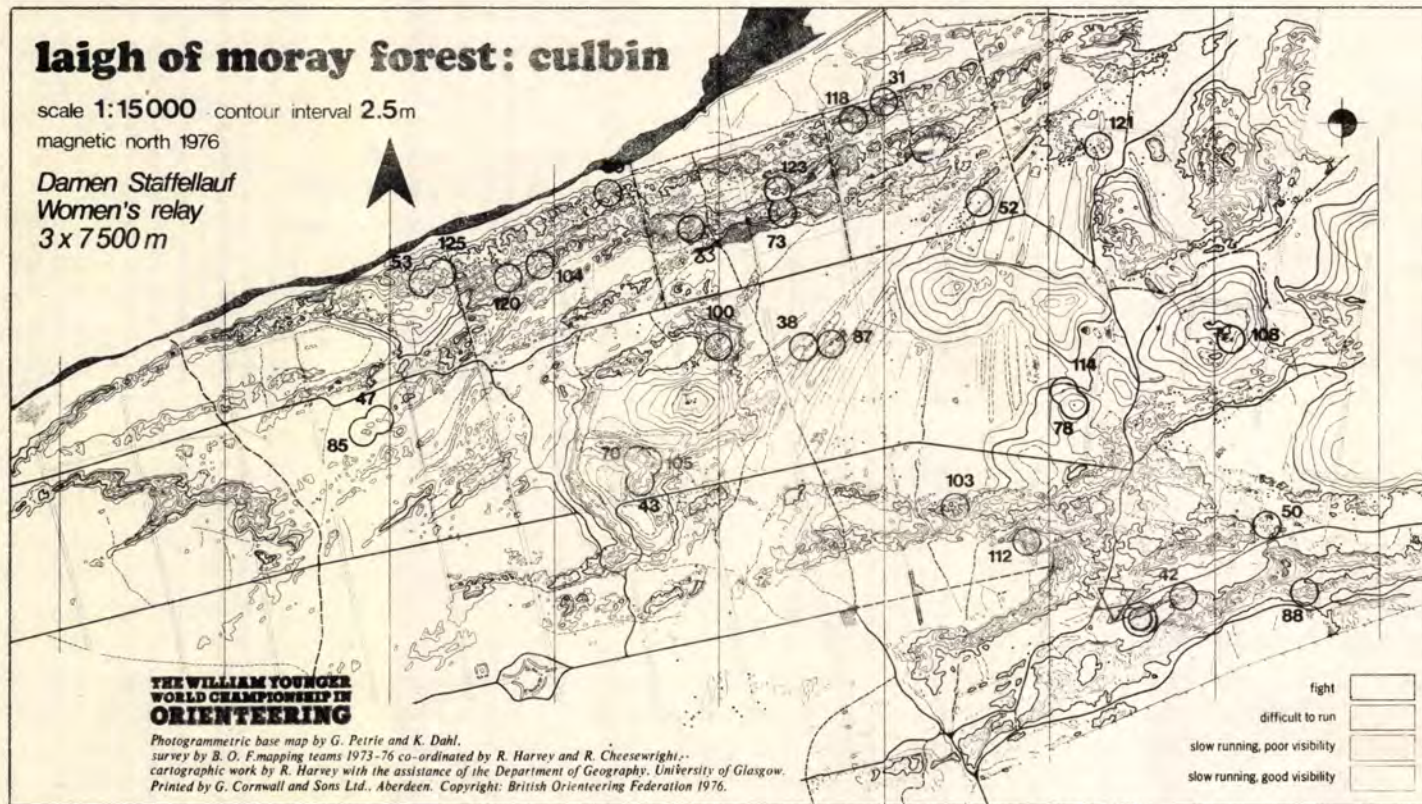 laigh of moray forest: culbin
scale 1:15 000 contour interval 2.5m
magnetic north 1976
Damen Staffellauf
Women's relay
3 x 7500 m
31
118
121
123
52
73
125
53
104
120
100
38
87
108
114
78
47
85
70
105
43
103
50
112
42
88
THE WILLIAM YOUNGER
WORLD CHAMPIONSHIP IN
ORIENTEERING
Photogrammetric base map by G. Petrie and K. Dahl.
survey by B. O. F. mapping teams 1973-76 co-ordinated by R. Harvey and R. Cheesewright.
cartographic work by R. Harvey with the assistance of the Department of Geography. University of Glasgow.
Printed by G. Cornwall and Sons Ltd., Aberdeen. Copyright: British Orienteering Federation 1976.
fight
difficult to run
slow running, poor visibility
slow running, good visibility